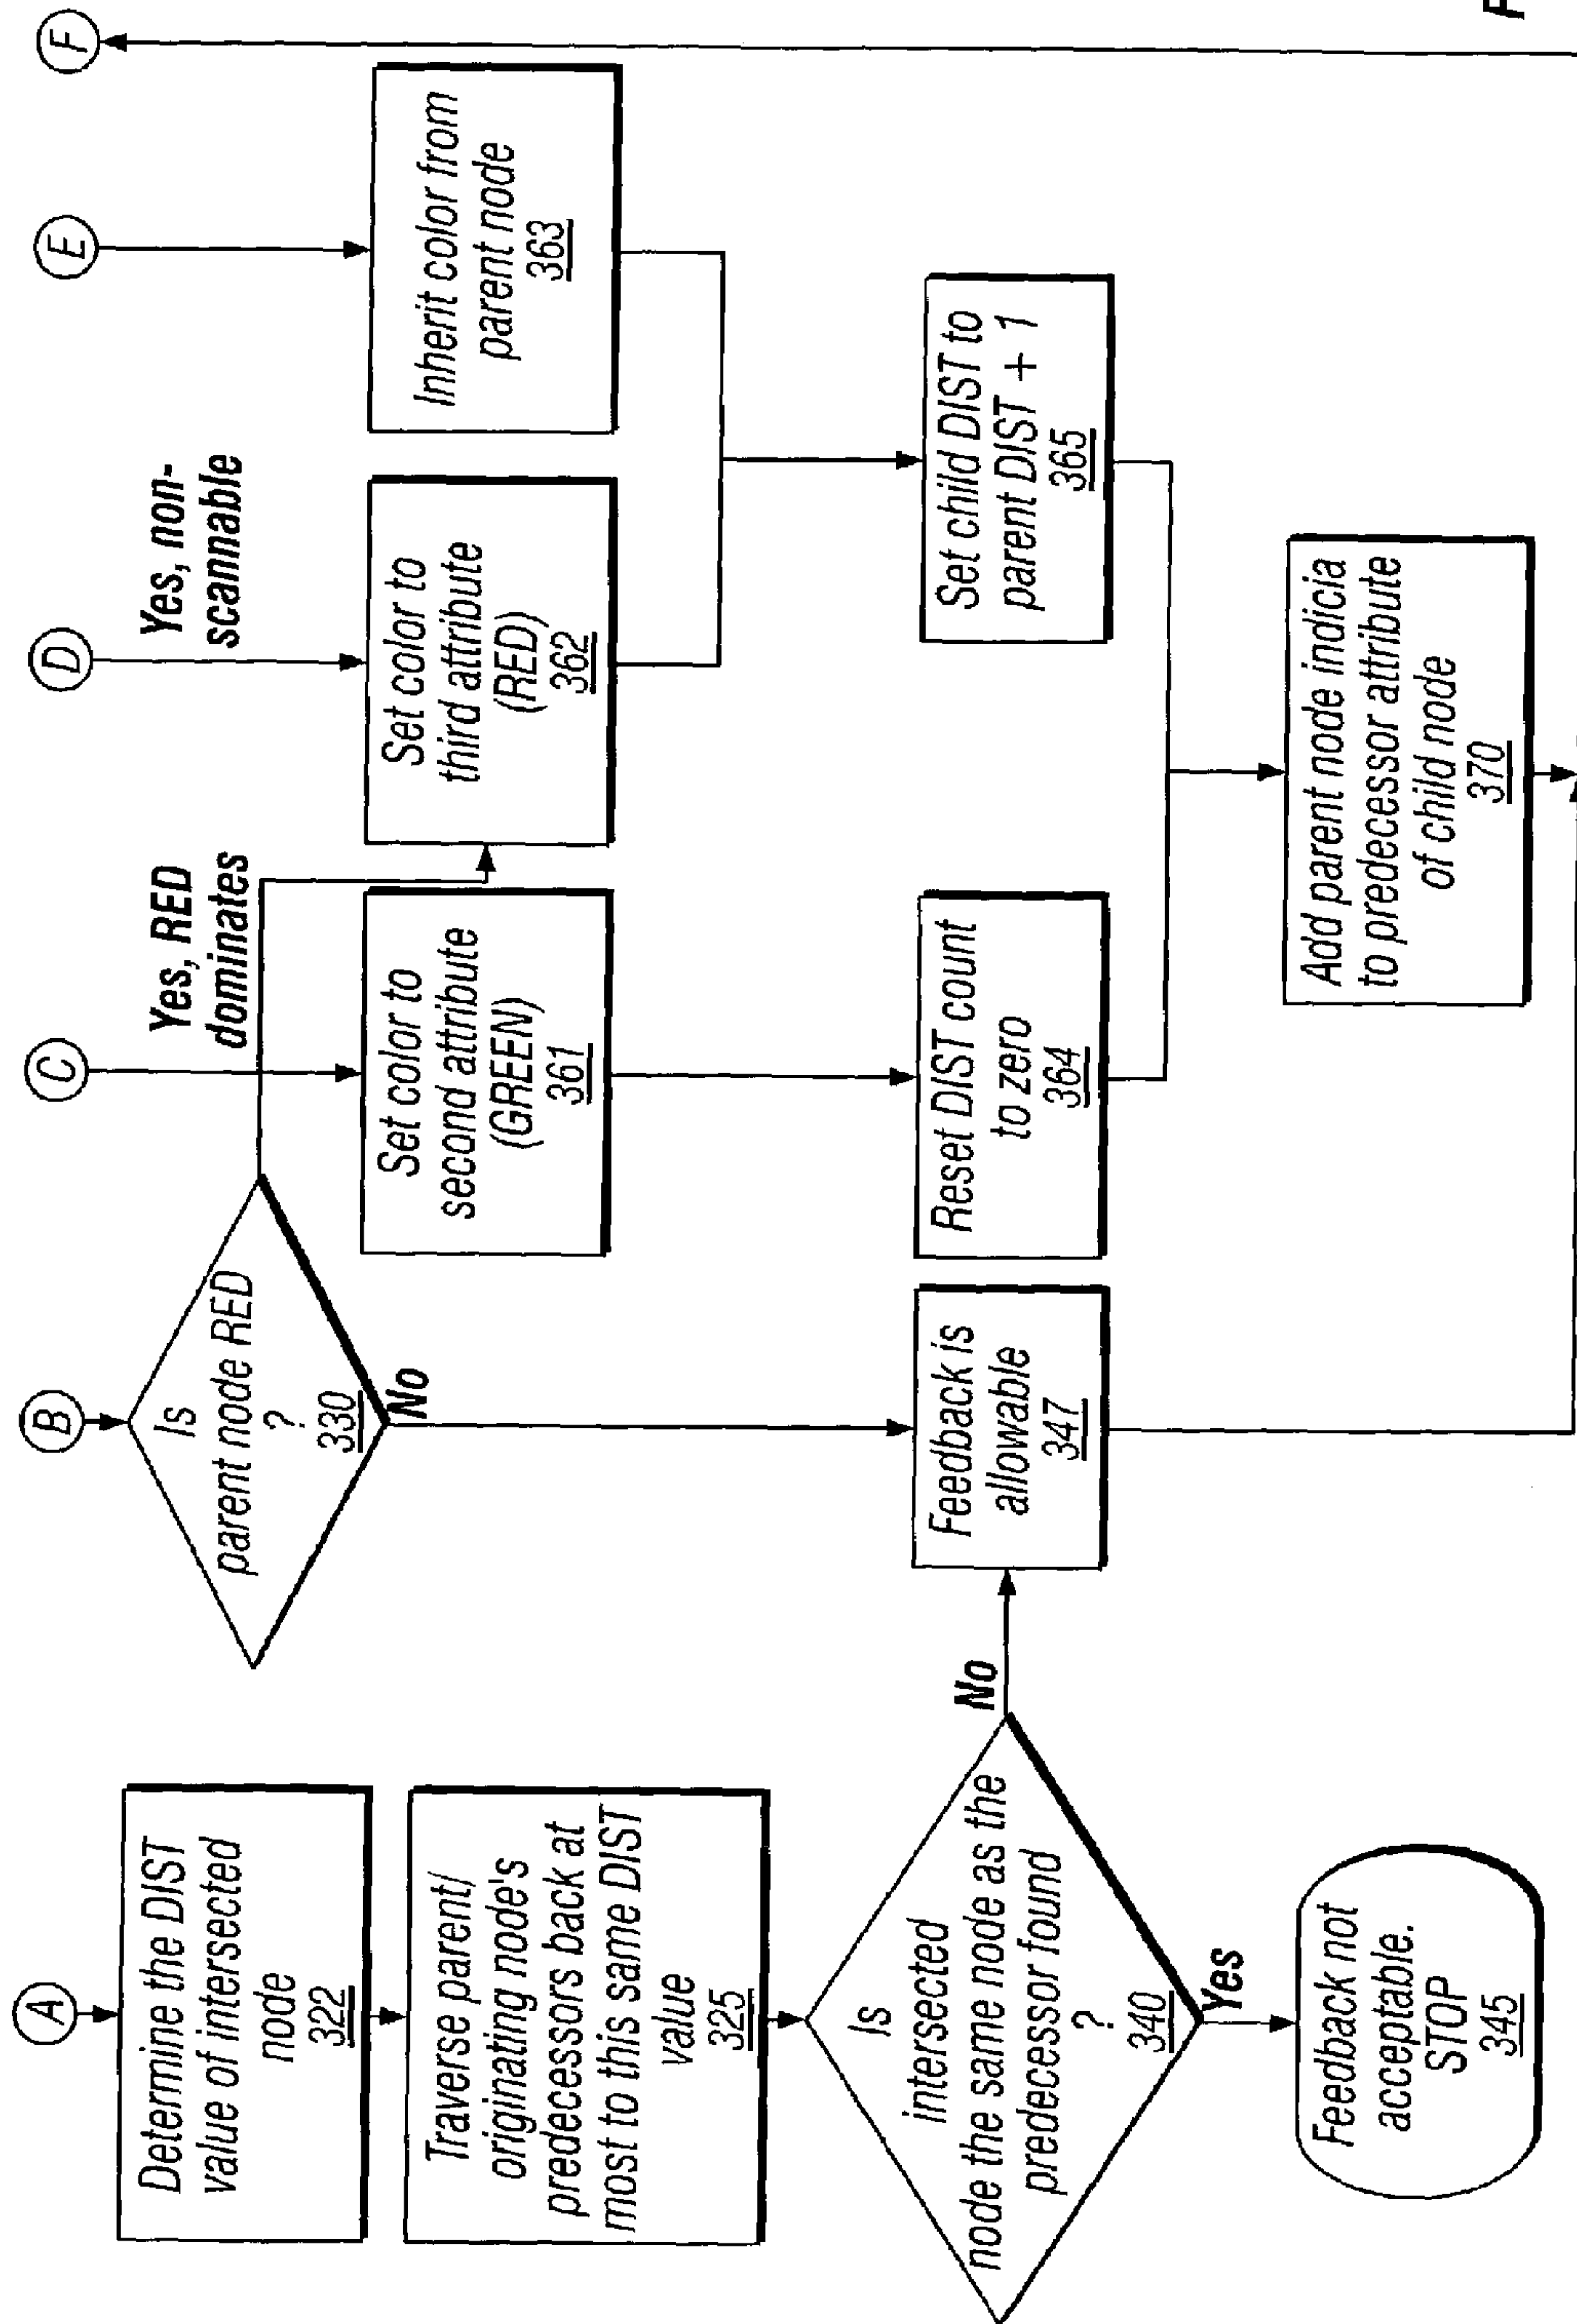 A
Determine the DIST
value of intersected
node
322
Traverse parent/
originating node's
predecessors back at
most to this same DIST
value
325
Is
intersected
node the same node as the
predecessor found
?
340
No
Yes
Feedback not
acceptable.
STOP
345
B
Is
parent node RED
?
330
No
Yes, RED
dominates
Feedback is
allowable
347
C
Set color to
second attribute
(GREEN)
361
Reset DIST count
to zero
364
D
Yes, non-
scannable
Set color to
third attribute
(RED)
362
E
Inherit color from
parent node
363
Set child DIST to
parent DIST + 1
365
Add parent node indicia
to predecessor attribute
of child node
370
F